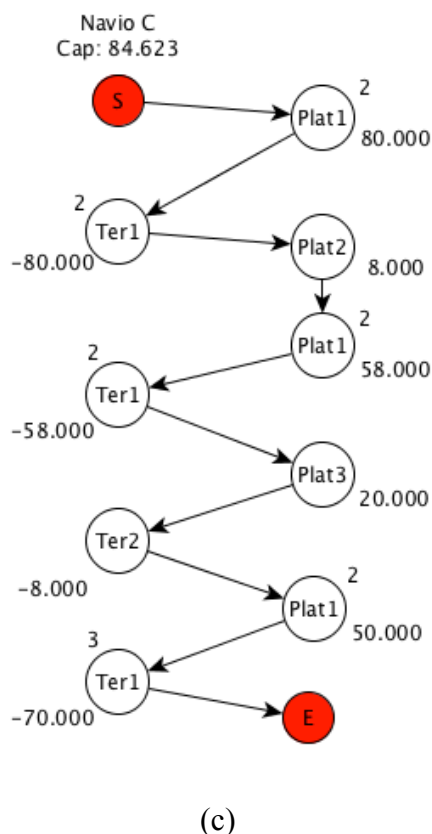 Navio C
Cap: 84.623
S
2
Plat1
80.000
2
Ter1
-80.000
Plat2
8.000
2
Plat1
58.000
2
Ter1
-58.000
Plat3
20.000
Ter2
-8.000
2
Plat1
50.000
3
Ter1
-70.000
E
(c)